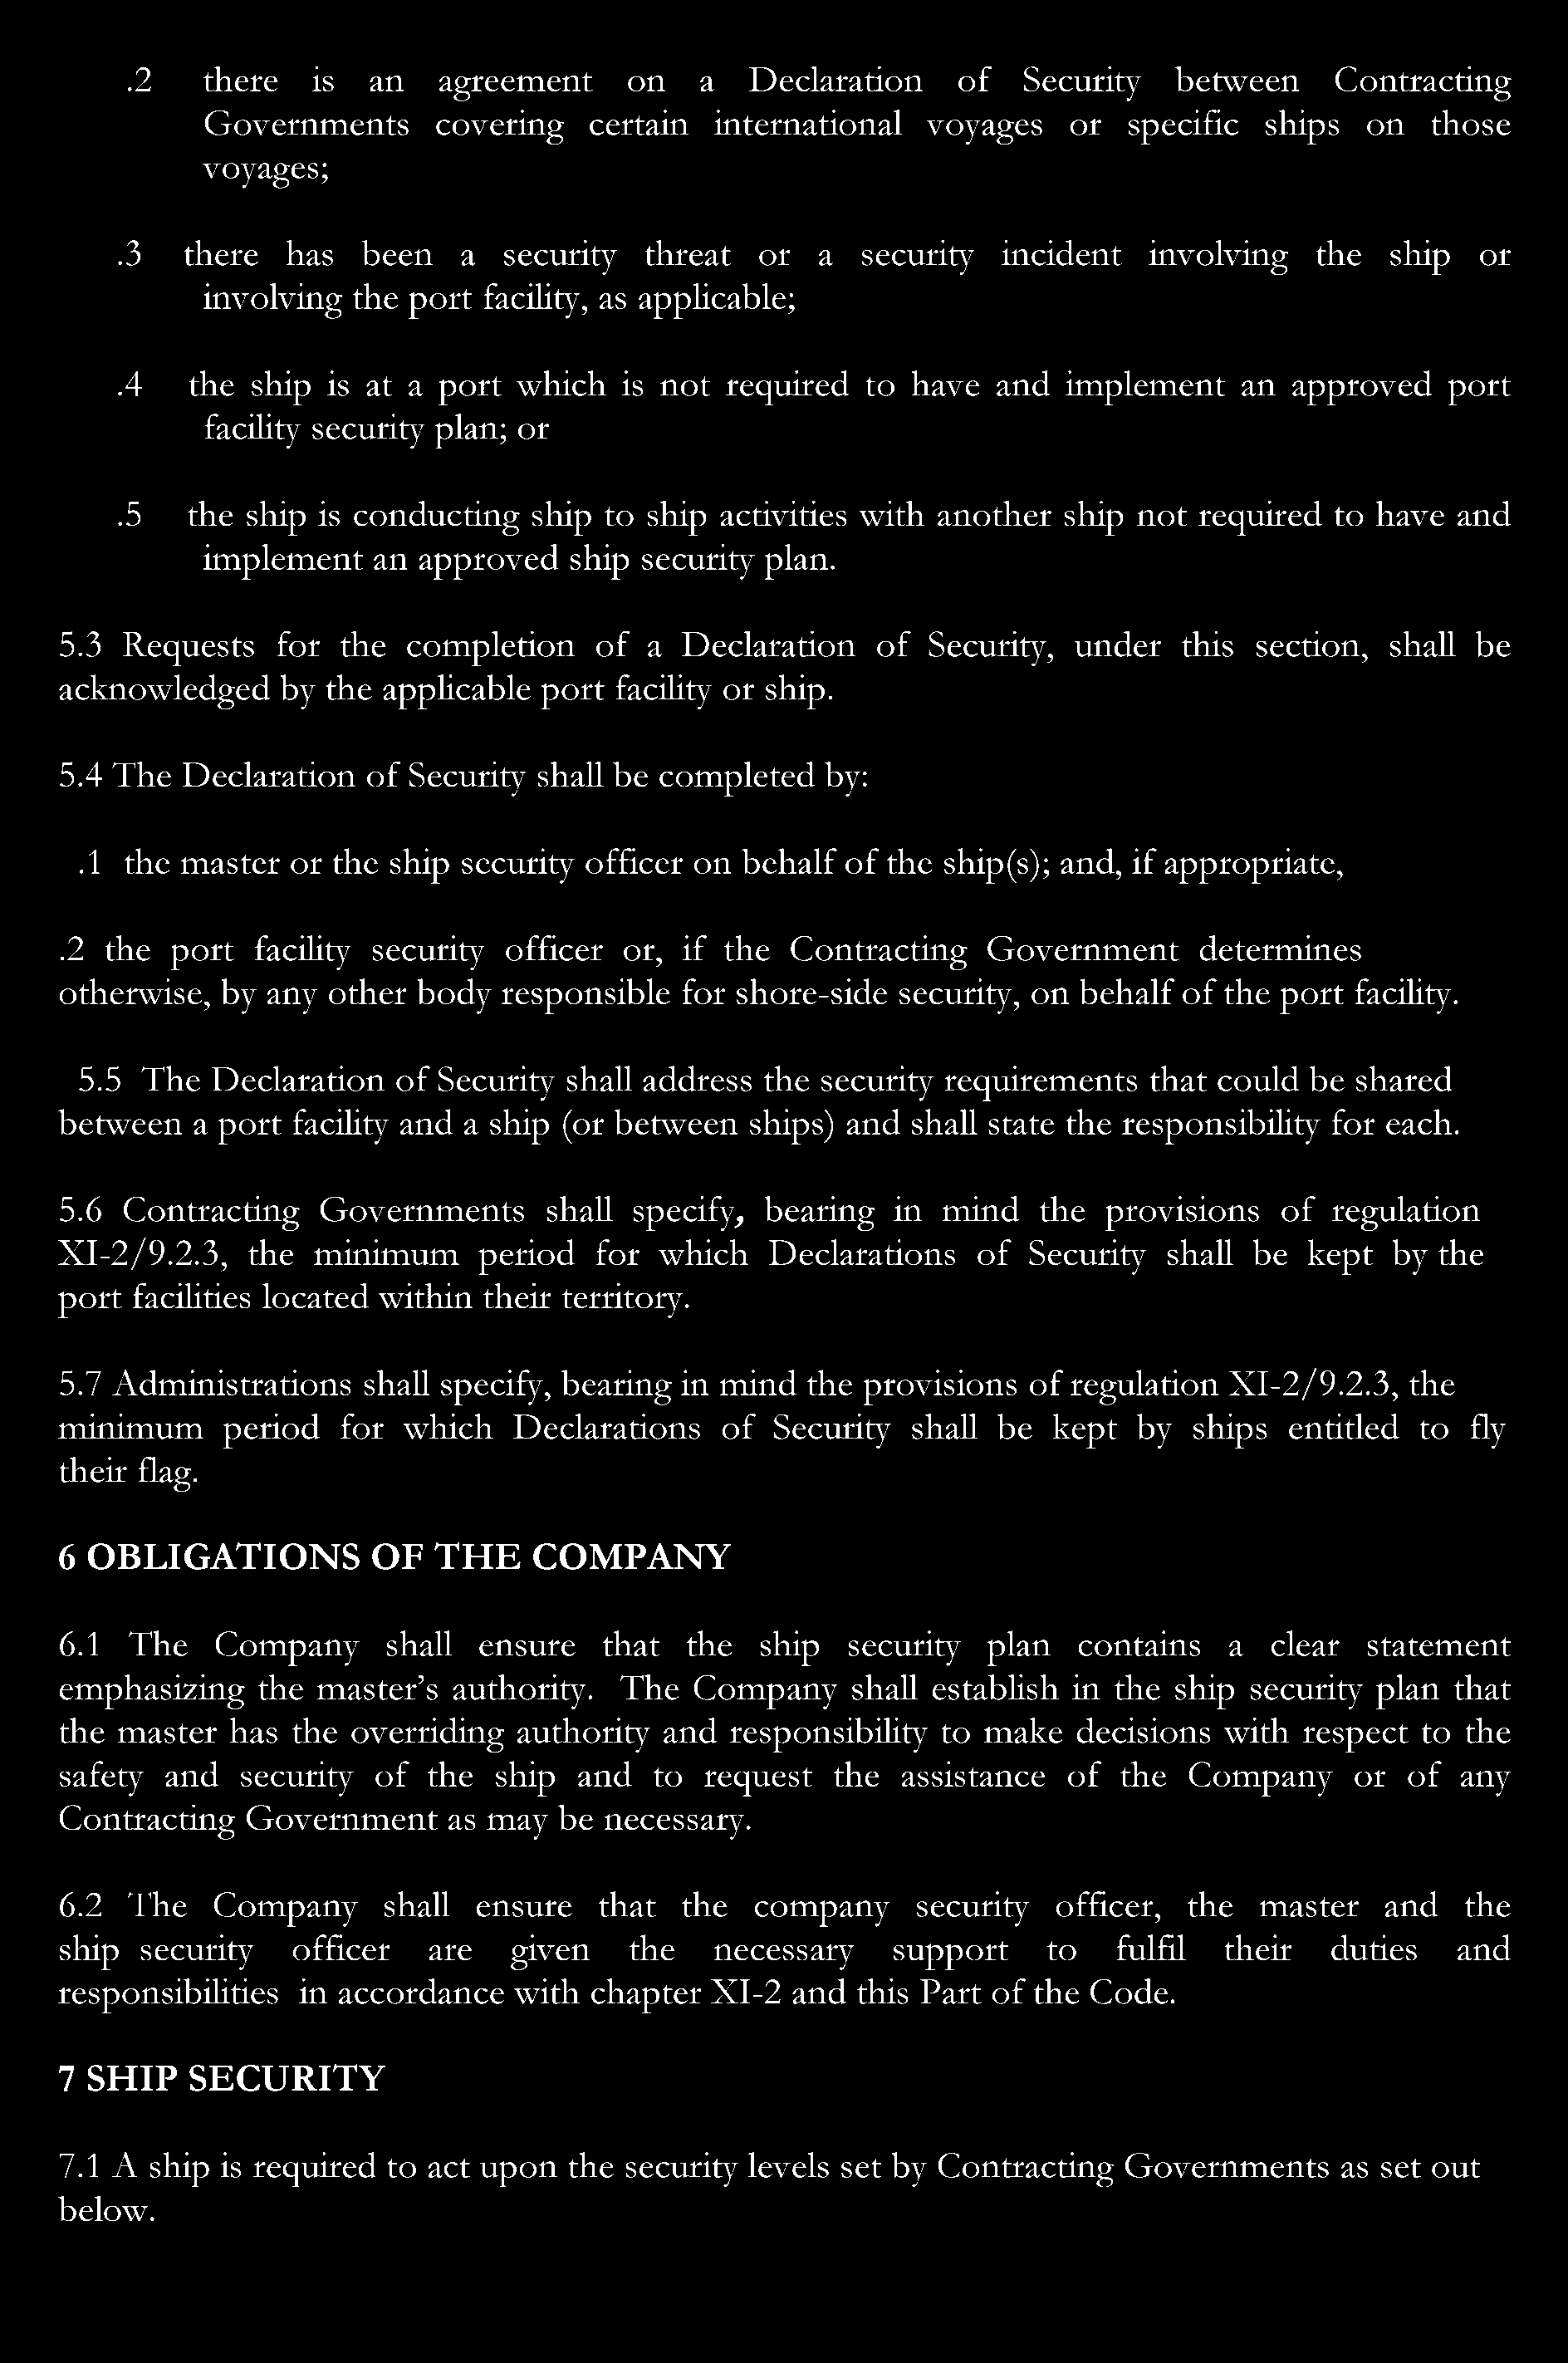 .2 there is an agreement on a Declaration of Security between Contracting
Governments covering certain international voyages or specific ships on those
voyages;
.3 there has been a security threat or a security incident involving the ship or
involving the port facility, as applicable;
.4 the ship is at a port which is not required to have and implement an approved port
facility security plan; or
.5 the ship is conducting ship to ship activities with another ship not required to have and
implement an approved ship security plan.
5.3 Requests for the completion of a Declaration of Security, under this section, shall be
acknowledged by the applicable port facility or ship.
5.4 The Declaration of Security shall be completed by:
.1 the master or the ship security officer on behalf of the ship(s); and, if appropriate,
.2 the port facility security officer or, if the Contracting Government determines
otherwise, by any other body responsible for shore-side security, on behalf of the port facility.
5.5 The Declaration of Security shall address the security requirements that could be shared
between a port facility and a ship (or between ships) and shall state the responsibility for each.
5.6 Contracting Governments shall specify, bearing in mind the provisions of regulation
XI-2/9.2.3, the minimum period for which Declarations of Security shall be kept by the
port facilities located within their territory.
5.7 Administrations shall specify, bearing in mind the provisions of regulation XI-2/9.2.3, the
minimum period for which Declarations of Security shall be kept by ships entitled to fly
their flag.
6 OBLIGATIONS OF THE COMPANY
6.1 The Company shall ensure that the ship security plan contains a clear statement
emphasizing the master’s authority. The Company shall establish in the ship security plan that
the master has the overriding authority and responsibility to make decisions with respect to the
safety and security of the ship and to request the assistance of the Company or of any
Contracting Government as may be necessary.
6.2 The Company shall ensure that the company security officer, the master and the
ship security officer are given the necessary support to fulfil their duties and
responsibilities in accordance with chapter XI-2 and this Part of the Code.
7 SHIP SECURITY
7.1 A ship is required to act upon the security levels set by Contracting Governments as set out
below.